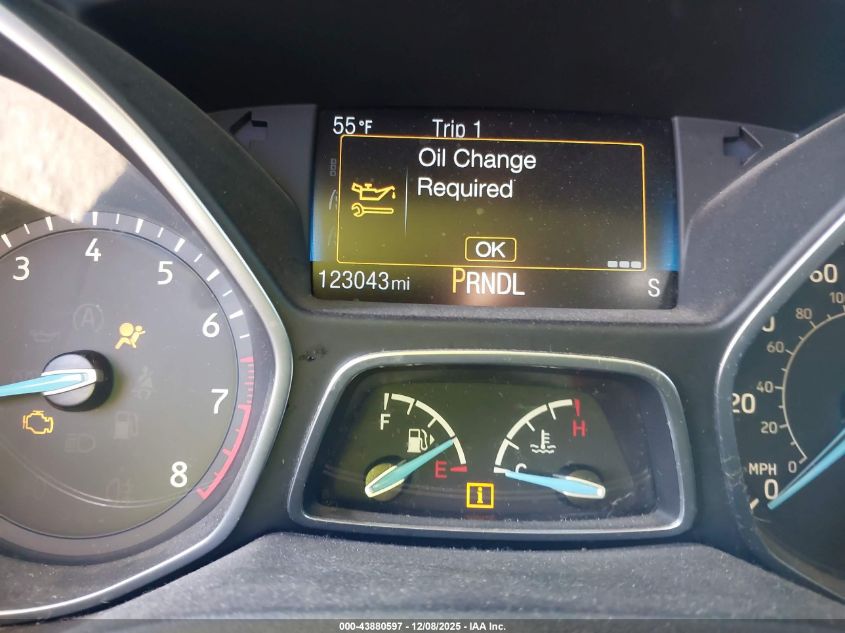 55°F Trip 1
Oil Change
Required
OK
123043mi PRNDL S
3 4 5 6 7 8
F E
C H
i
60
20
0
MPH
100
80
60
40
20
0
000-43880597 - 12/08/2025 - IAA Inc.